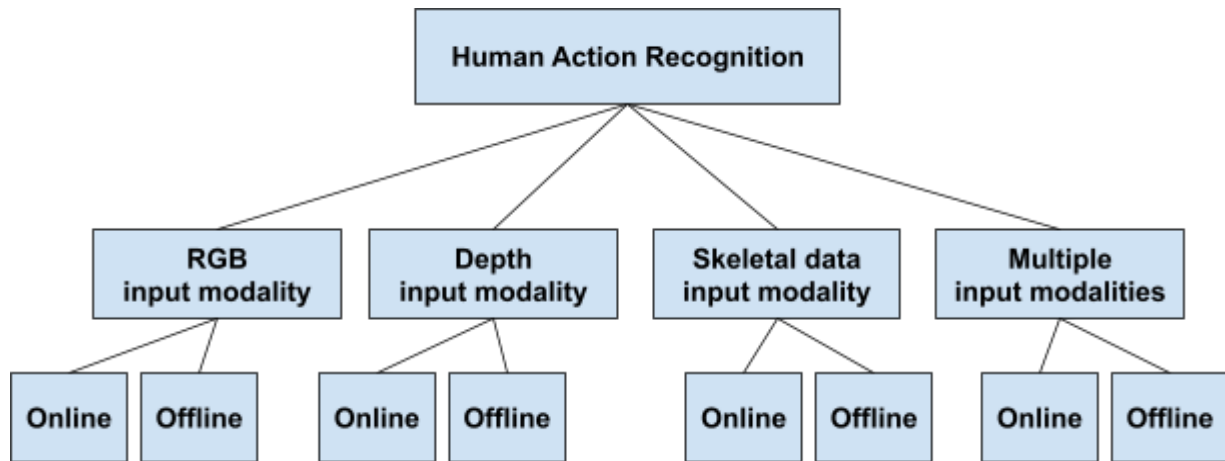 Human Action Recognition
RGB
input modality
Depth
input modality
Skeletal data
input modality
Multiple
input modalities
Online
Offline
Online
Offline
Online
Offline
Online
Offline